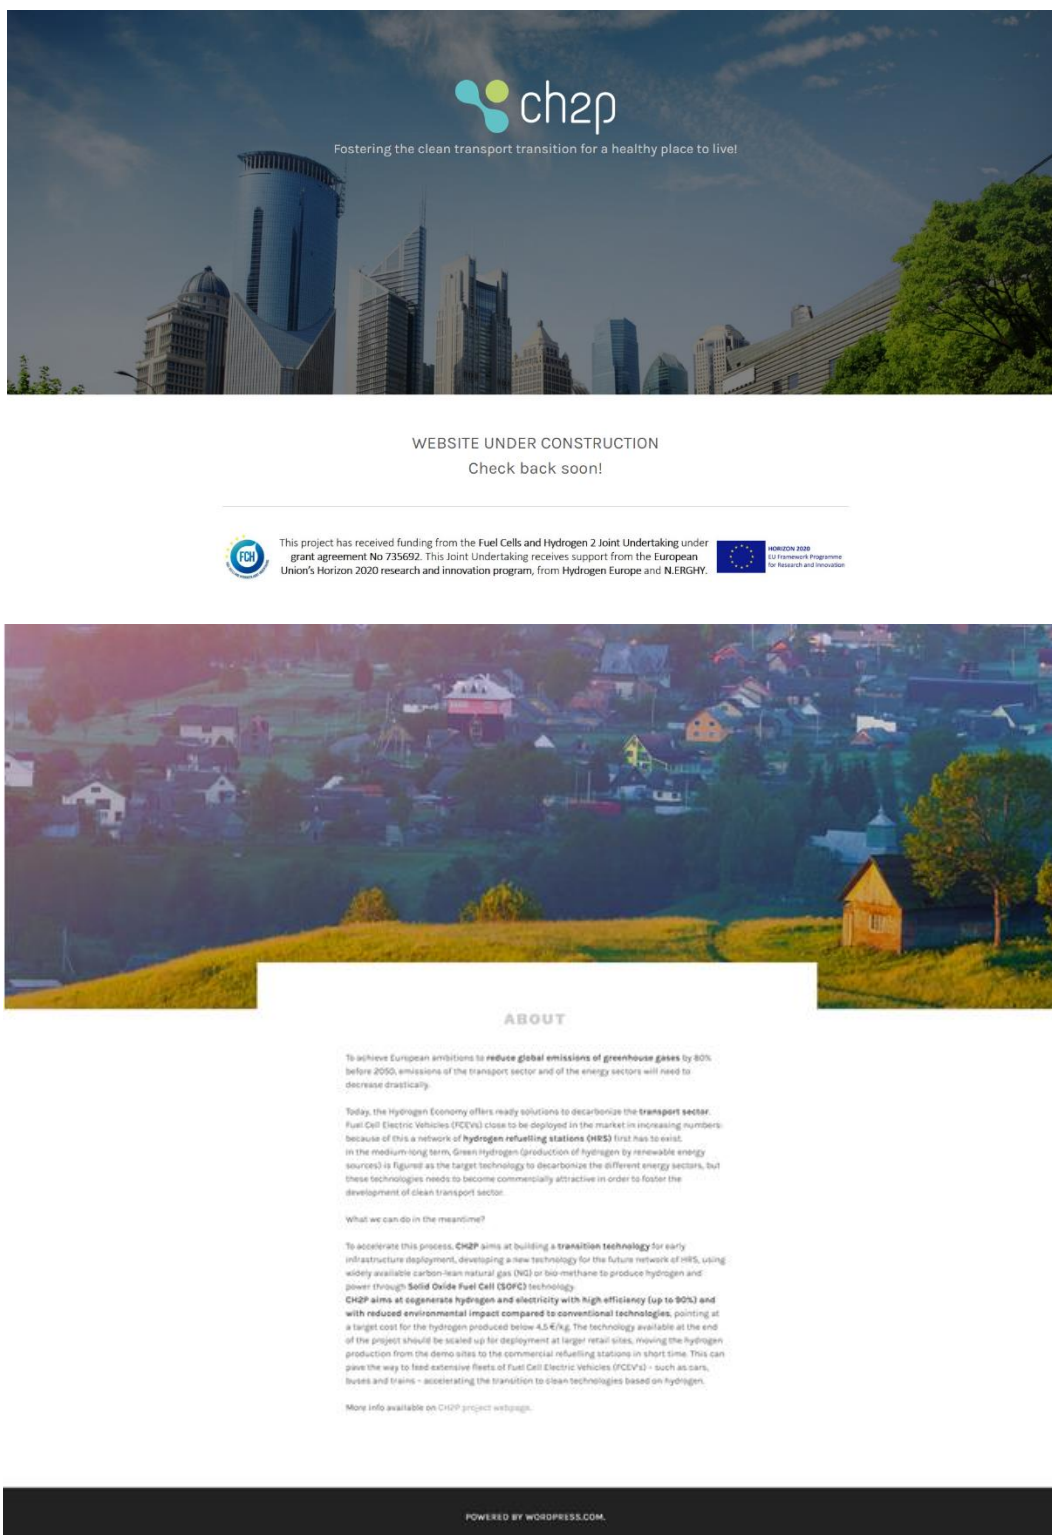 ch2p
Fostering the clean transport transition for a healthy place to live!
WEBSITE UNDER CONSTRUCTION
Check back soon!
FCH
This project has received funding from the Fuel Cells and Hydrogen 2 Joint Undertaking under
grant agreement No 735692. This Joint Undertaking receives support from the European
Union's Horizon 2020 research and innovation program, from Hydrogen Europe and N.ERGHY.
HORIZON 2020
EU Framework Programme
for Research and Innovation
ABOUT
To achieve European ambitions to reduce global emissions of greenhouse gases by 80%
before 2050, emissions of the transport sector and of the energy sectors will need to
decrease drastically.
Today, the Hydrogen Economy offers ready solutions to decarbonize the transport sector.
Fuel Cell Electric Vehicles (FCEVs) close to be deployed in the market in increasing numbers:
because of this a network of hydrogen refuelling stations (HRS) first has to exist.
In the medium-long term, Green Hydrogen (production of hydrogen by renewable energy
sources) is figured as the target technology to decarbonize the different energy sectors, but
these technologies needs to become commercially attractive in order to foster the
development of clean transport sector.
What we can do in the meantime?
To accelerate this process, CH2P aims at building a transition technology for early
infrastructure deployment, developing a new technology for the future network of HRS, using
widely available carbon-lean natural gas (NG) or bio-methane to produce hydrogen and
power through Solid Oxide Fuel Cell (SOFC) technology.
CH2P aims at cogenerate hydrogen and electricity with high efficiency (up to 90%) and
with reduced environmental impact compared to conventional technologies, pointing at
a target cost for the hydrogen produced below 4,5 €/kg. The technology available at the end
of the project should be scaled up for deployment at larger retail sites, moving the hydrogen
production from the demo sites to the commercial refuelling stations in short time. This can
pave the way to feed extensive fleets of Fuel Cell Electric Vehicles (FCEV's) – such as cars,
buses and trains – accelerating the transition to clean technologies based on hydrogen.
More info available on CH2P project webpage.
POWERED BY WORDPRESS.COM.